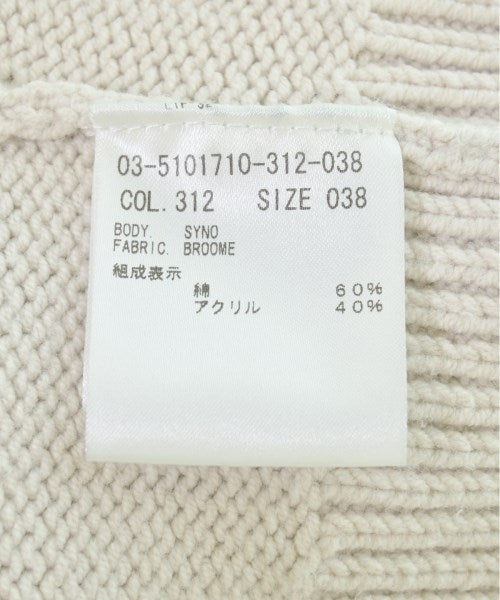 03-5101710-312-038
COL. 312 SIZE 038
BODY. SYNO
FABRIC. BROOME
組成表示
綿 60%
アクリル 40%